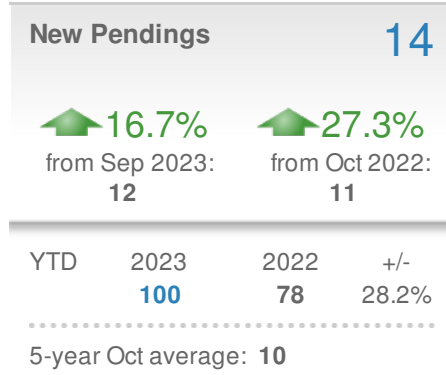 New Pendings 14
16.7% 27.3%
from Sep 2023: from Oct 2022:
12 11
YTD 2023 2022 +/-
100 78 28.2%
5-year Oct average: 10